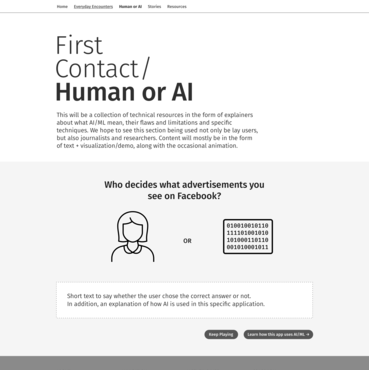 Home Everyday Encounters Human or AI Stories Resources
First
Contact/
Human or AI
This will be a collection of technical resources in the form of explainers
about what AI/ML mean, their flaws and limitations and specific
techniques. We hope to see this section being used not only be lay users,
but also journalists and researchers. Content will mostly be in the form
of text + visualization/demo, along with the occasional animation.
Who decides what advertisements you
see on Facebook?
OR
010010010110
111101001010
101000110110
001010001011
Short text to say whether the user chose the correct answer or not.
In addition, an explanation of how AI is used in this specific application.
Keep Playing Learn how this app uses AI/ML →